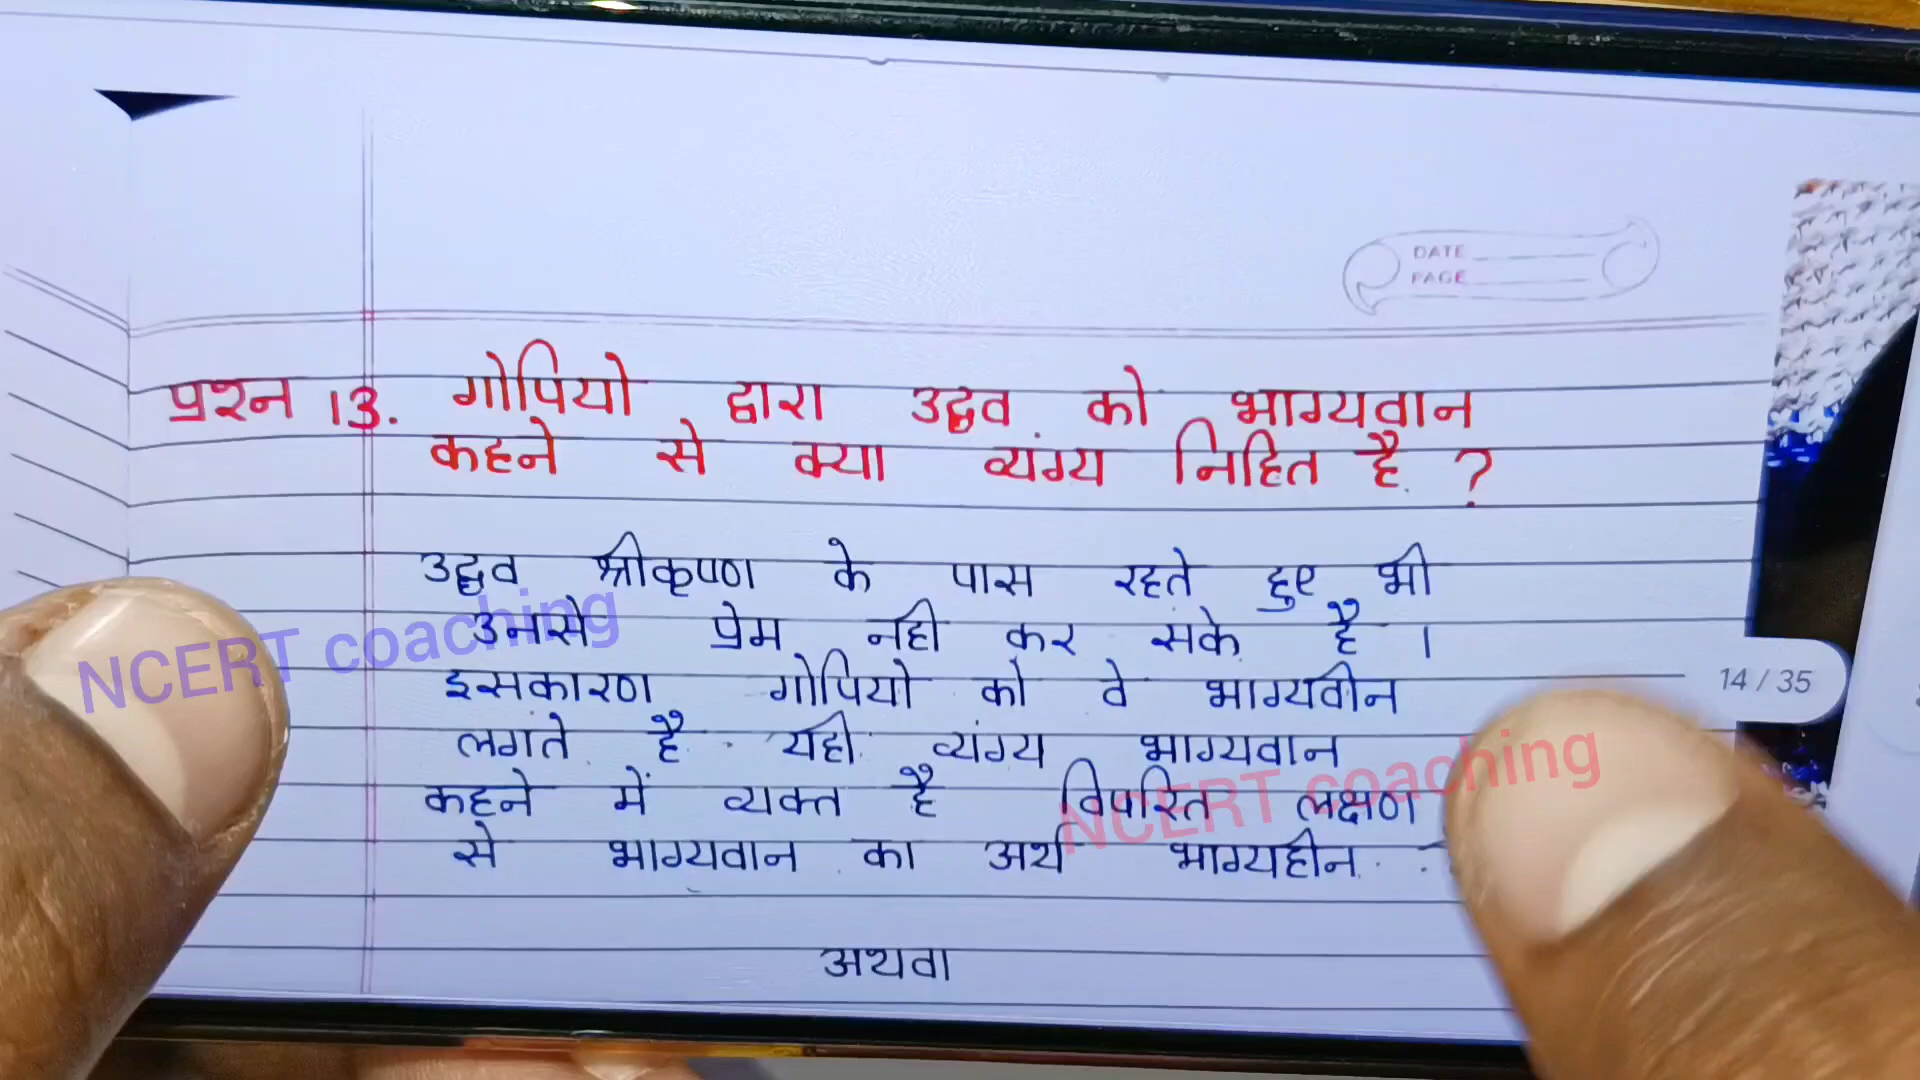 DATE
PAGE
प्रश्न 13. गोपियो द्वारा उद्धव को भाग्यवान
कहने से क्या व्यंग्य निहित है ?
उद्धव श्रीकृष्ण के पास रहते हुए भी
उनसे प्रेम नही कर सके है ।
इसकारण गोपियो को वे भाग्यवीन
लगते है यही व्यंग्य भाग्यवान
कहने में व्यक्त है विपरित लक्षण
से भाग्यवान का अर्थ भाग्यहीन
अथवा
14 / 35
NCERT coaching
NCERT coaching